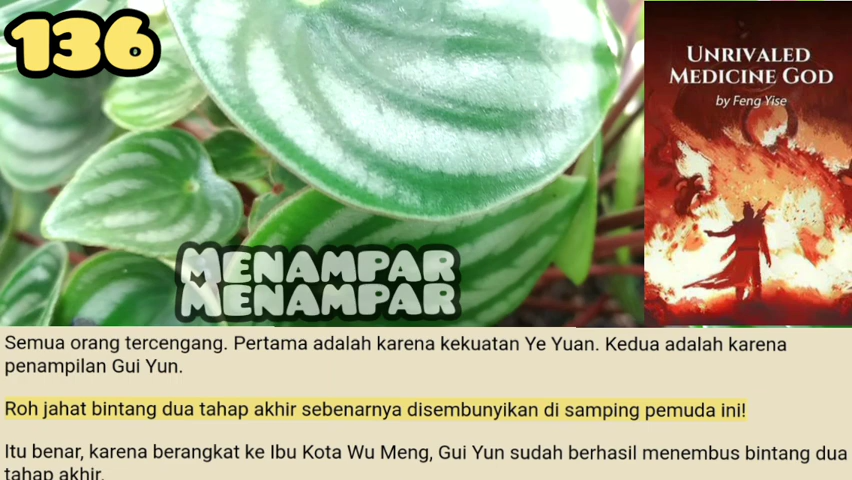 136
UNRIVALED
MEDICINE GOD
by Feng Yise
MENAMPAR
MENAMPAR
Semua orang tercengang. Pertama adalah karena kekuatan Ye Yuan. Kedua adalah karena
penampilan Gui Yun.
Roh jahat bintang dua tahap akhir sebenarnya disembunyikan di samping pemuda ini!
Itu benar, karena berangkat ke Ibu Kota Wu Meng, Gui Yun sudah berhasil menembus bintang dua
tahap akhir.